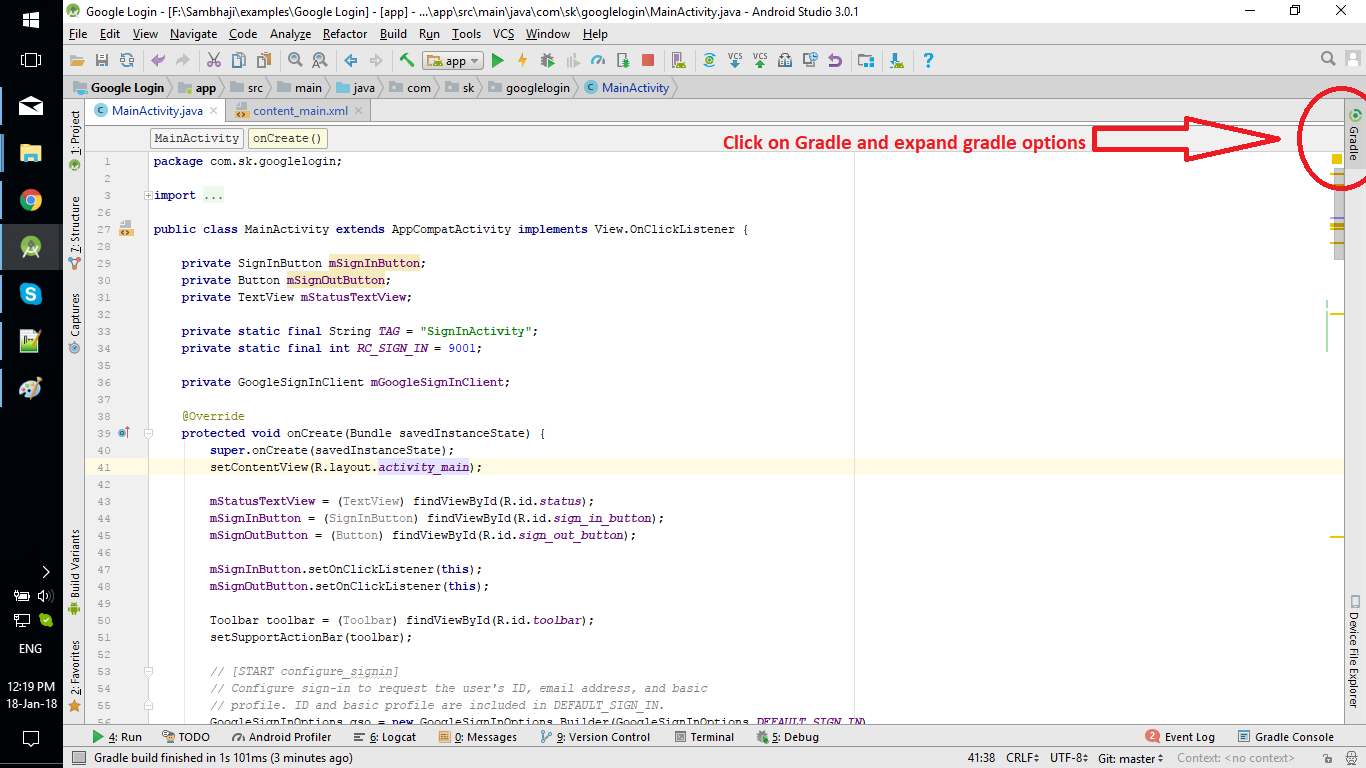 Google Login - [F:\Sambhaji\examples\Google Login] - [app] - ...\app\src\main\java\com\sk\googlelogin\MainActivity.java - Android Studio 3.0.1
File Edit View Navigate Code Analyze Refactor Build Run Tools VCS Window Help
app VCS VCS
Google Login app src main java com sk googlelogin MainActivity
MainActivity.java content_main.xml
MainActivity onCreate()
Click on Gradle and expand gradle options
1: Project
7: Structure
Captures
Build Variants
2: Favorites
Gradle
Device File Explorer
1 package com.sk.googlelogin;
2
3 import ...
26
27 public class MainActivity extends AppCompatActivity implements View.OnClickListener {
28
29 private SignInButton mSignInButton;
30 private Button mSignOutButton;
31 private TextView mStatusTextView;
32
33 private static final String TAG = "SignInActivity";
34 private static final int RC_SIGN_IN = 9001;
35
36 private GoogleSignInClient mGoogleSignInClient;
37
38 @Override
39 protected void onCreate(Bundle savedInstanceState) {
40 super.onCreate(savedInstanceState);
41 setContentView(R.layout.activity_main);
42
43 mStatusTextView = (TextView) findViewById(R.id.status);
44 mSignInButton = (SignInButton) findViewById(R.id.sign_in_button);
45 mSignOutButton = (Button) findViewById(R.id.sign_out_button);
46
47 mSignInButton.setOnClickListener(this);
48 mSignOutButton.setOnClickListener(this);
49
50 Toolbar toolbar = (Toolbar) findViewById(R.id.toolbar);
51 setSupportActionBar(toolbar);
52
53 // [START configure_signin]
54 // Configure sign-in to request the user's ID, email address, and basic
55 // profile. ID and basic profile are included in DEFAULT_SIGN_IN.
56 GoogleSignInOptions gso = new GoogleSignInOptions.Builder(GoogleSignInOptions.DEFAULT_SIGN_IN)
4: Run TODO Android Profiler 6: Logcat 0: Messages 9: Version Control Terminal 5: Debug 2 Event Log Gradle Console
Gradle build finished in 1s 101ms (3 minutes ago) 41:38 CRLF UTF-8 Git: master Context: <no context>
ENG
12:19 PM
18-Jan-18